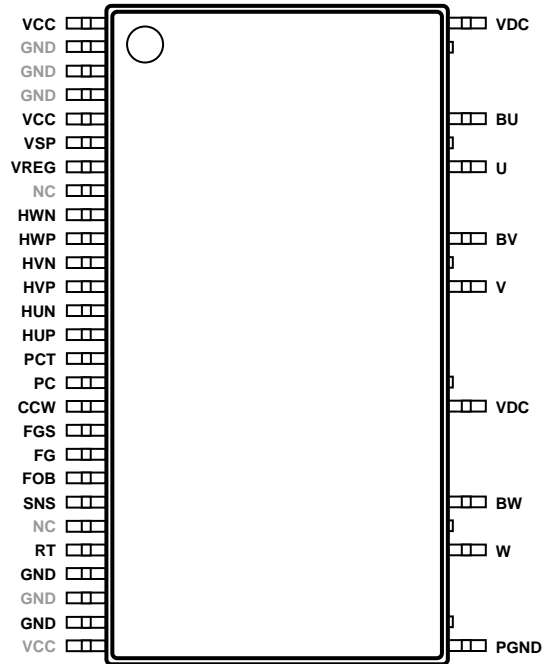 VCC VDC
GND
GND
GND
VCC BU
VSP
VREG U
NC
HWN
HWP BV
HVN
HVP V
HUN
HUP
PCT
PC
CCW VDC
FGS
FG
FOB
SNS BW
NC
RT W
GND
GND
GND
VCC PGND